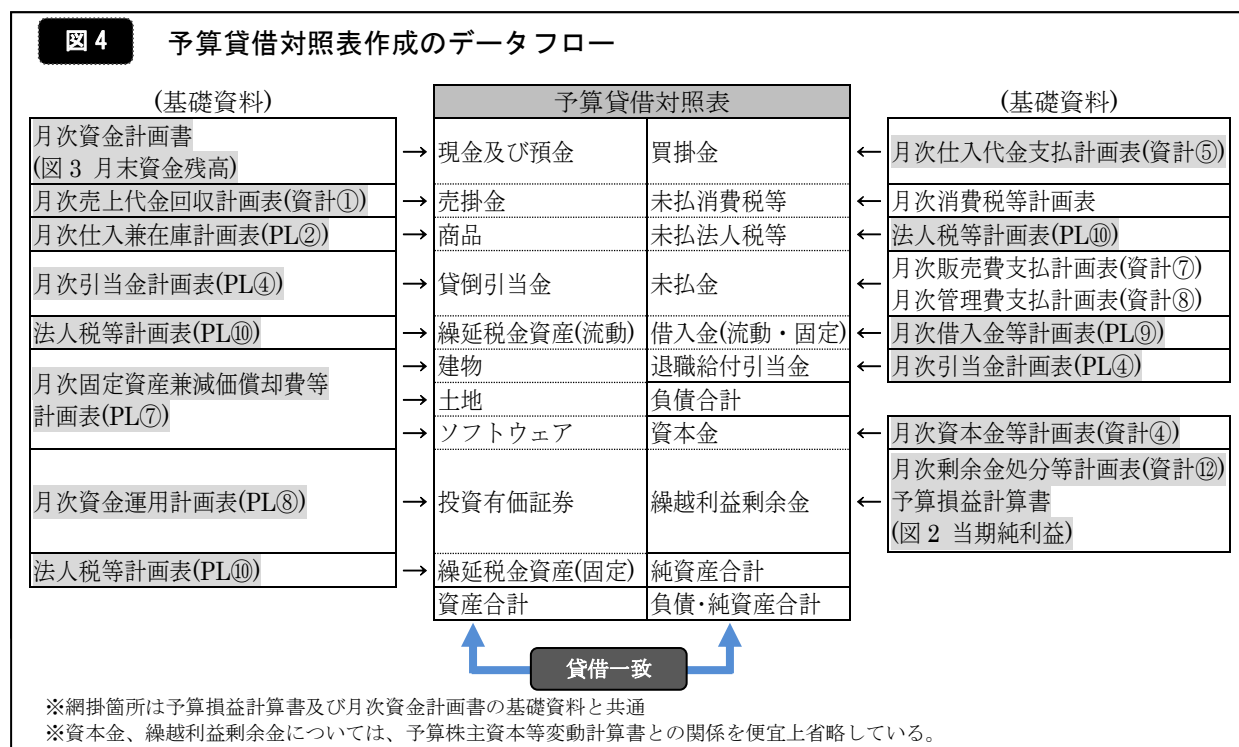 図4 予算貸借対照表作成のデータフロー
(基礎資料) 予算貸借対照表 (基礎資料)
月次資金計画書
(図3 月末資金残高) → 現金及び預金 買掛金 ← 月次仕入代金支払計画表(資計⑤)
月次売上代金回収計画表(資計①) → 売掛金 未払消費税等 ← 月次消費税等計画表
月次仕入兼在庫計画表(PL②) → 商品 未払法人税等 ← 法人税等計画表(PL⑩)
月次引当金計画表(PL④) → 貸倒引当金 未払金 ← 月次販売費支払計画表(資計⑦)
月次管理費支払計画表(資計⑧)
法人税等計画表(PL⑩) → 繰延税金資産(流動) 借入金(流動・固定) ← 月次借入金等計画表(PL⑨)
月次固定資産兼減価償却費等
計画表(PL⑦) → 建物 退職給付引当金 ← 月次引当金計画表(PL④)
→ 土地 負債合計
→ ソフトウェア 資本金 ← 月次資本金等計画表(資計④)
月次資金運用計画表(PL⑧) → 投資有価証券 繰越利益剰余金 ← 月次剰余金処分等計画表(資計⑫)
予算損益計算書
(図2 当期純利益)
法人税等計画表(PL⑩) → 繰延税金資産(固定) 純資産合計
資産合計 負債・純資産合計
貸借一致
※網掛箇所は予算損益計算書及び月次資金計画書の基礎資料と共通
※資本金、繰越利益剰余金については、予算株主資本等変動計算書との関係を便宜上省略している。